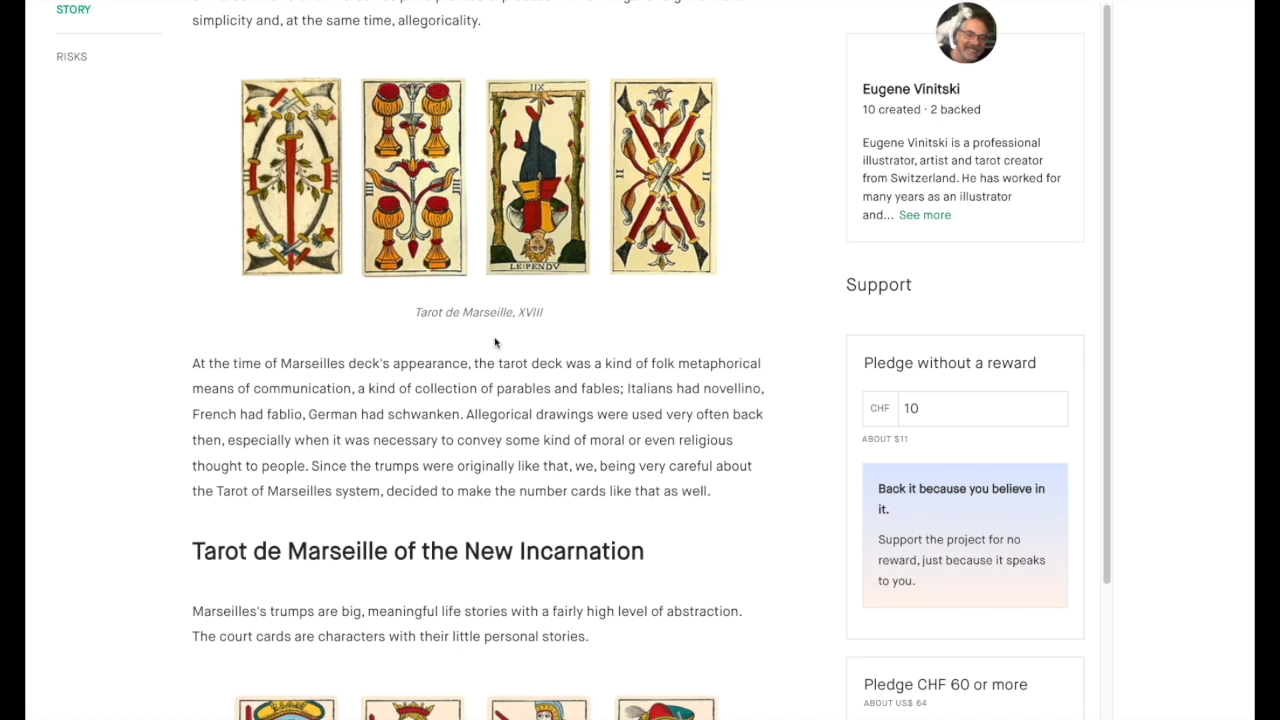 STORY
RISKS
simplicity and, at the same time, allegoricality.
IIX
IIII
IIII
II
II
LE·PENDV
Tarot de Marseille, XVIII
At the time of Marseilles deck's appearance, the tarot deck was a kind of folk metaphorical
means of communication, a kind of collection of parables and fables; Italians had novellino,
French had fablio, German had schwanken. Allegorical drawings were used very often back
then, especially when it was necessary to convey some kind of moral or even religious
thought to people. Since the trumps were originally like that, we, being very careful about
the Tarot of Marseilles system, decided to make the number cards like that as well.
Tarot de Marseille of the New Incarnation
Marseilles's trumps are big, meaningful life stories with a fairly high level of abstraction.
The court cards are characters with their little personal stories.
Eugene Vinitski
10 created · 2 backed
Eugene Vinitski is a professional
illustrator, artist and tarot creator
from Switzerland. He has worked for
many years as an illustrator
and... See more
Support
Pledge without a reward
CHF 10
ABOUT $11
Back it because you believe in
it.
Support the project for no
reward, just because it speaks
to you.
Pledge CHF 60 or more
ABOUT US$ 64